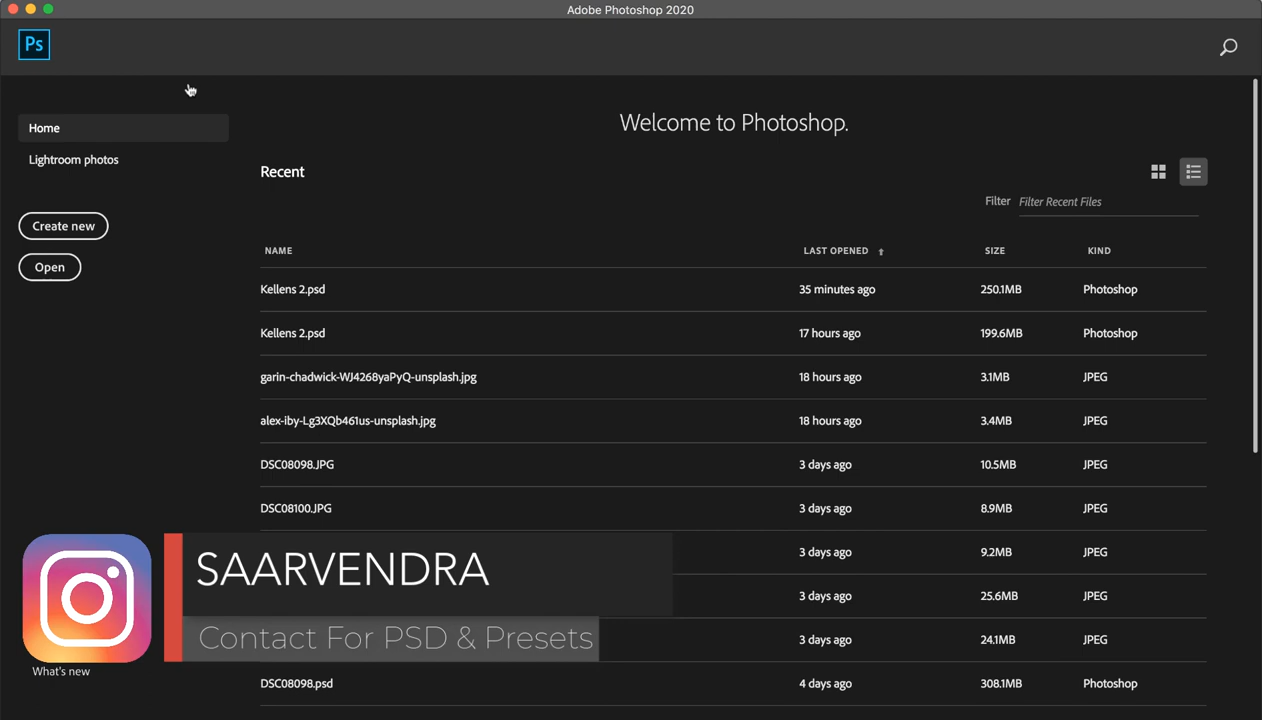 Adobe Photoshop 2020
Ps
Home
Lightroom photos
Create new
Open
Welcome to Photoshop.
Recent
Filter Filter Recent Files
NAME LAST OPENED SIZE KIND
Kellens 2.psd 35 minutes ago 250.1MB Photoshop
Kellens 2.psd 17 hours ago 199.6MB Photoshop
garin-chadwick-WJ4268yaPyQ-unsplash.jpg 18 hours ago 3.1MB JPEG
alex-iby-Lg3XQb461us-unsplash.jpg 18 hours ago 3.4MB JPEG
DSC08098.JPG 3 days ago 10.5MB JPEG
DSC08100.JPG 3 days ago 8.9MB JPEG
3 days ago 9.2MB JPEG
3 days ago 25.6MB JPEG
3 days ago 24.1MB JPEG
DSC08098.psd 4 days ago 308.1MB Photoshop
SAARVENDRA
Contact For PSD & Presets
What's new